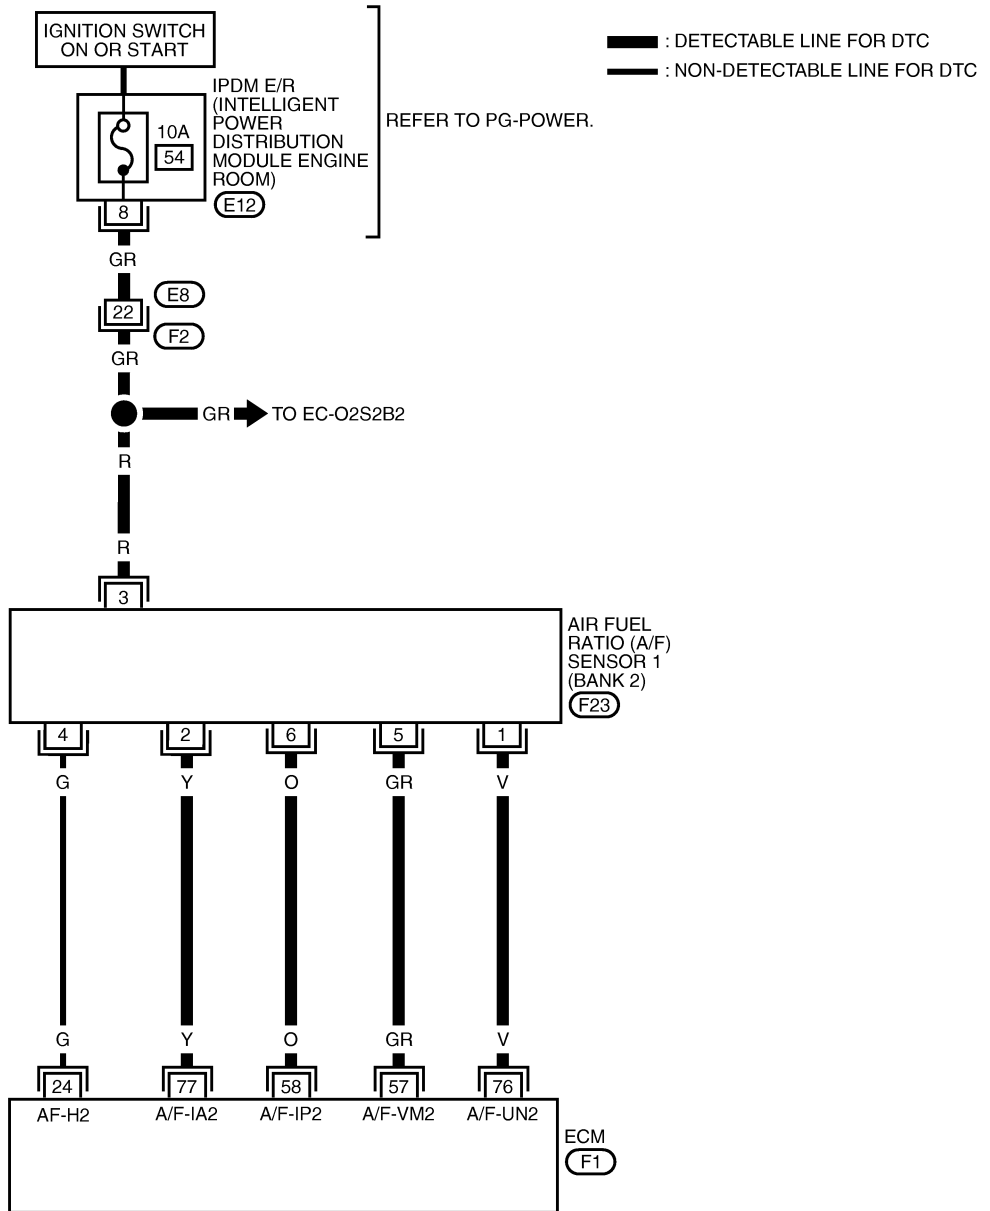 IGNITION SWITCH
ON OR START
: DETECTABLE LINE FOR DTC
: NON-DETECTABLE LINE FOR DTC
IPDM E/R
(INTELLIGENT
POWER
DISTRIBUTION
MODULE ENGINE
ROOM)
E12
10A
54
REFER TO PG-POWER.
8
GR
E8
22
F2
GR
GR
TO EC-O2S2B2
R
R
3
AIR FUEL
RATIO (A/F)
SENSOR 1
(BANK 2)
F23
4 2 6 5 1
G Y O GR V
G Y O GR V
24 77 58 57 76
AF-H2 A/F-IA2 A/F-IP2 A/F-VM2 A/F-UN2
ECM
F1